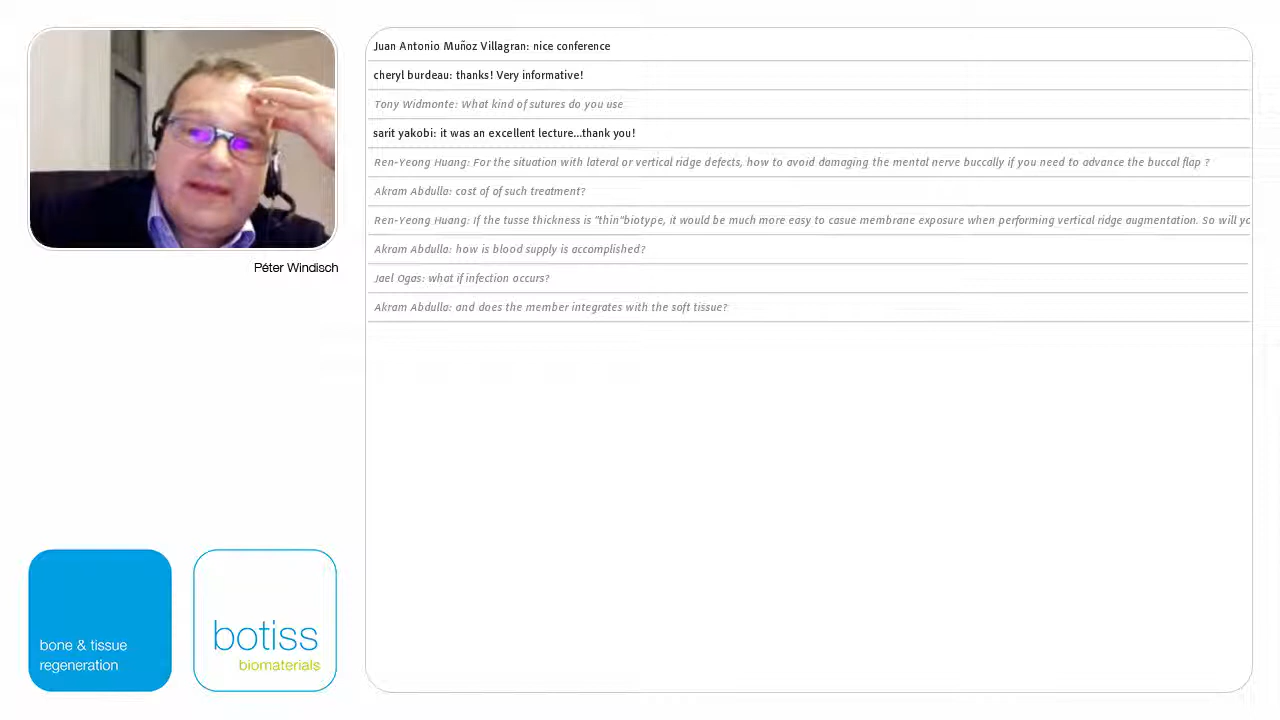 Juan Antonio Muñoz Villagran: nice conference
cheryl burdeau: thanks! Very informative!
Tony Widmonte: What kind of sutures do you use
sarit yakobi: it was an excellent lecture...thank you!
Ren-Yeong Huang: For the situation with lateral or vertical ridge defects, how to avoid damaging the mental nerve buccally if you need to advance the buccal flap ?
Akram Abdulla: cost of of such treatment?
Ren-Yeong Huang: If the tusse thickness is "thin"biotype, it would be much more easy to casue membrane exposure when performing vertical ridge augmentation. So will yo
Akram Abdulla: how is blood supply is accomplished?
Jael Ogas: what if infection occurs?
Akram Abdulla: and does the member integrates with the soft tissue?
Péter Windisch
bone & tissue
regeneration
botiss
biomaterials